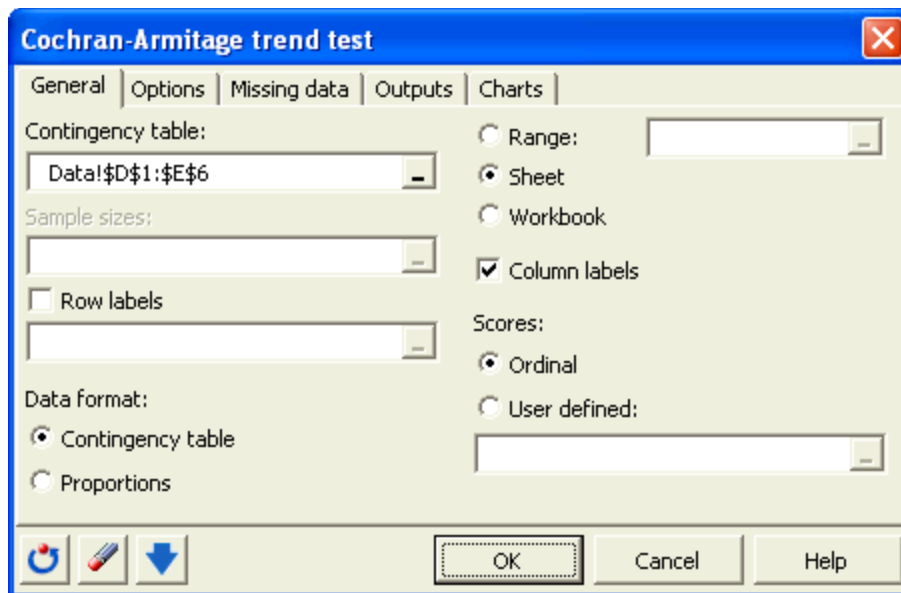 Cochran-Armitage trend test
General Options Missing data Outputs Charts
Contingency table:
Data!$D$1:$E$6
Sample sizes:
Row labels
Data format:
Contingency table
Proportions
Range:
Sheet
Workbook
Column labels
Scores:
Ordinal
User defined:
OK Cancel Help